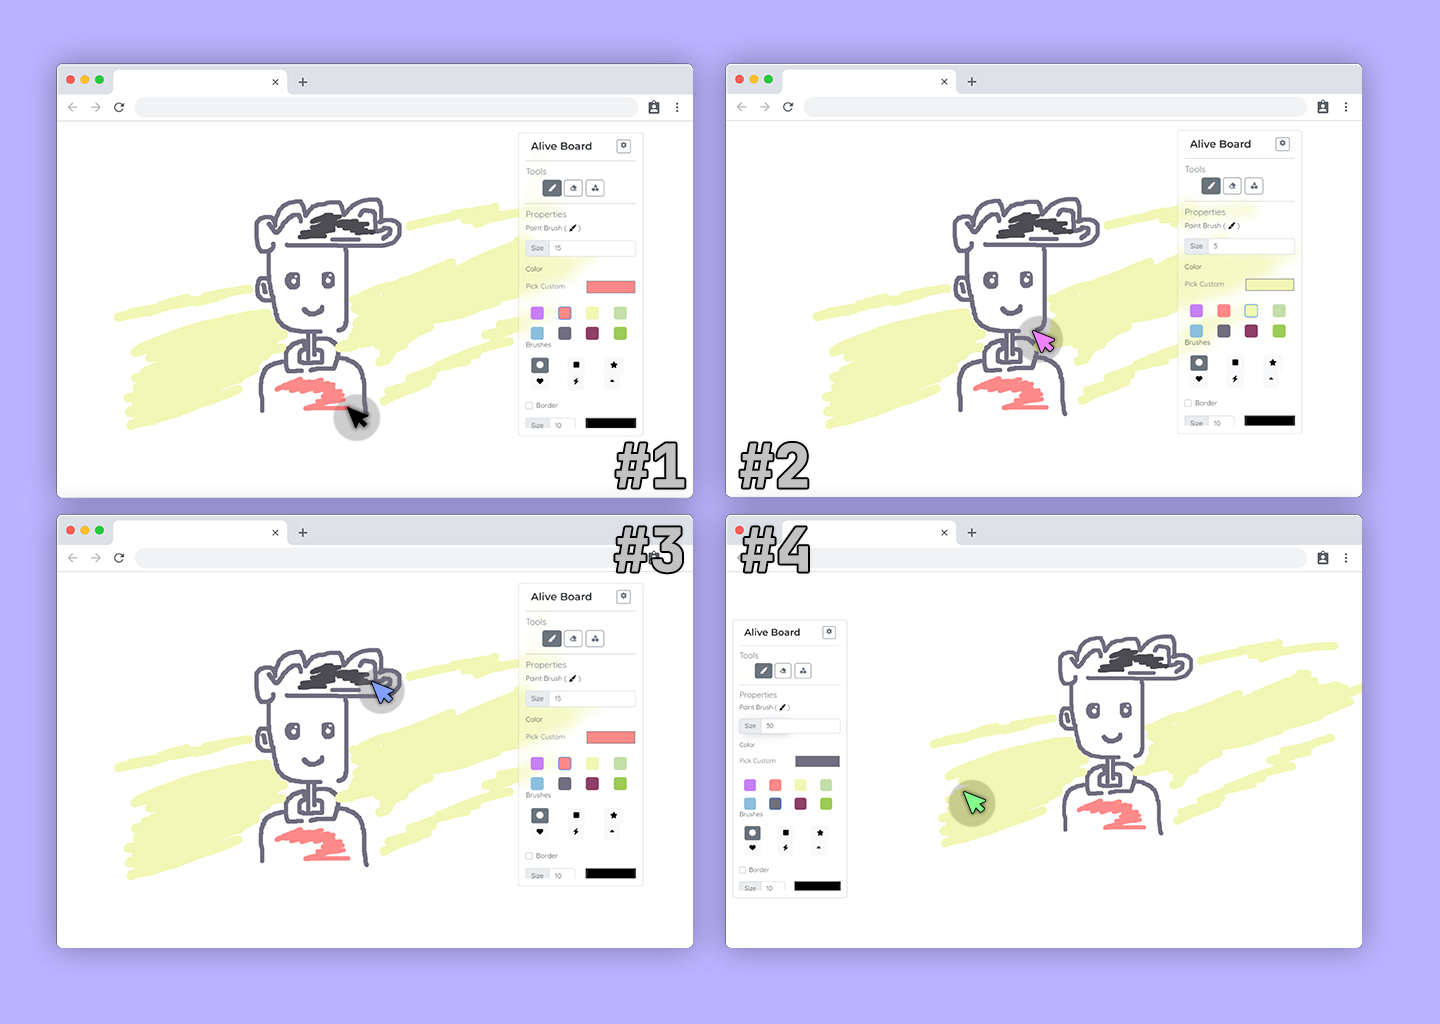 Alive Board
Tools
Properties
Paint Brush ( )
Size 15
Color
Pick Custom
Brushes
Border
Size 10
#1
Alive Board
Tools
Properties
Paint Brush ( )
Size 5
Color
Pick Custom
Brushes
Border
Size 10
#2
#3
Alive Board
Tools
Properties
Paint Brush ( )
Size 15
Color
Pick Custom
Brushes
Border
Size 10
#4
Alive Board
Tools
Properties
Paint Brush ( )
Size 30
Color
Pick Custom
Brushes
Border
Size 10